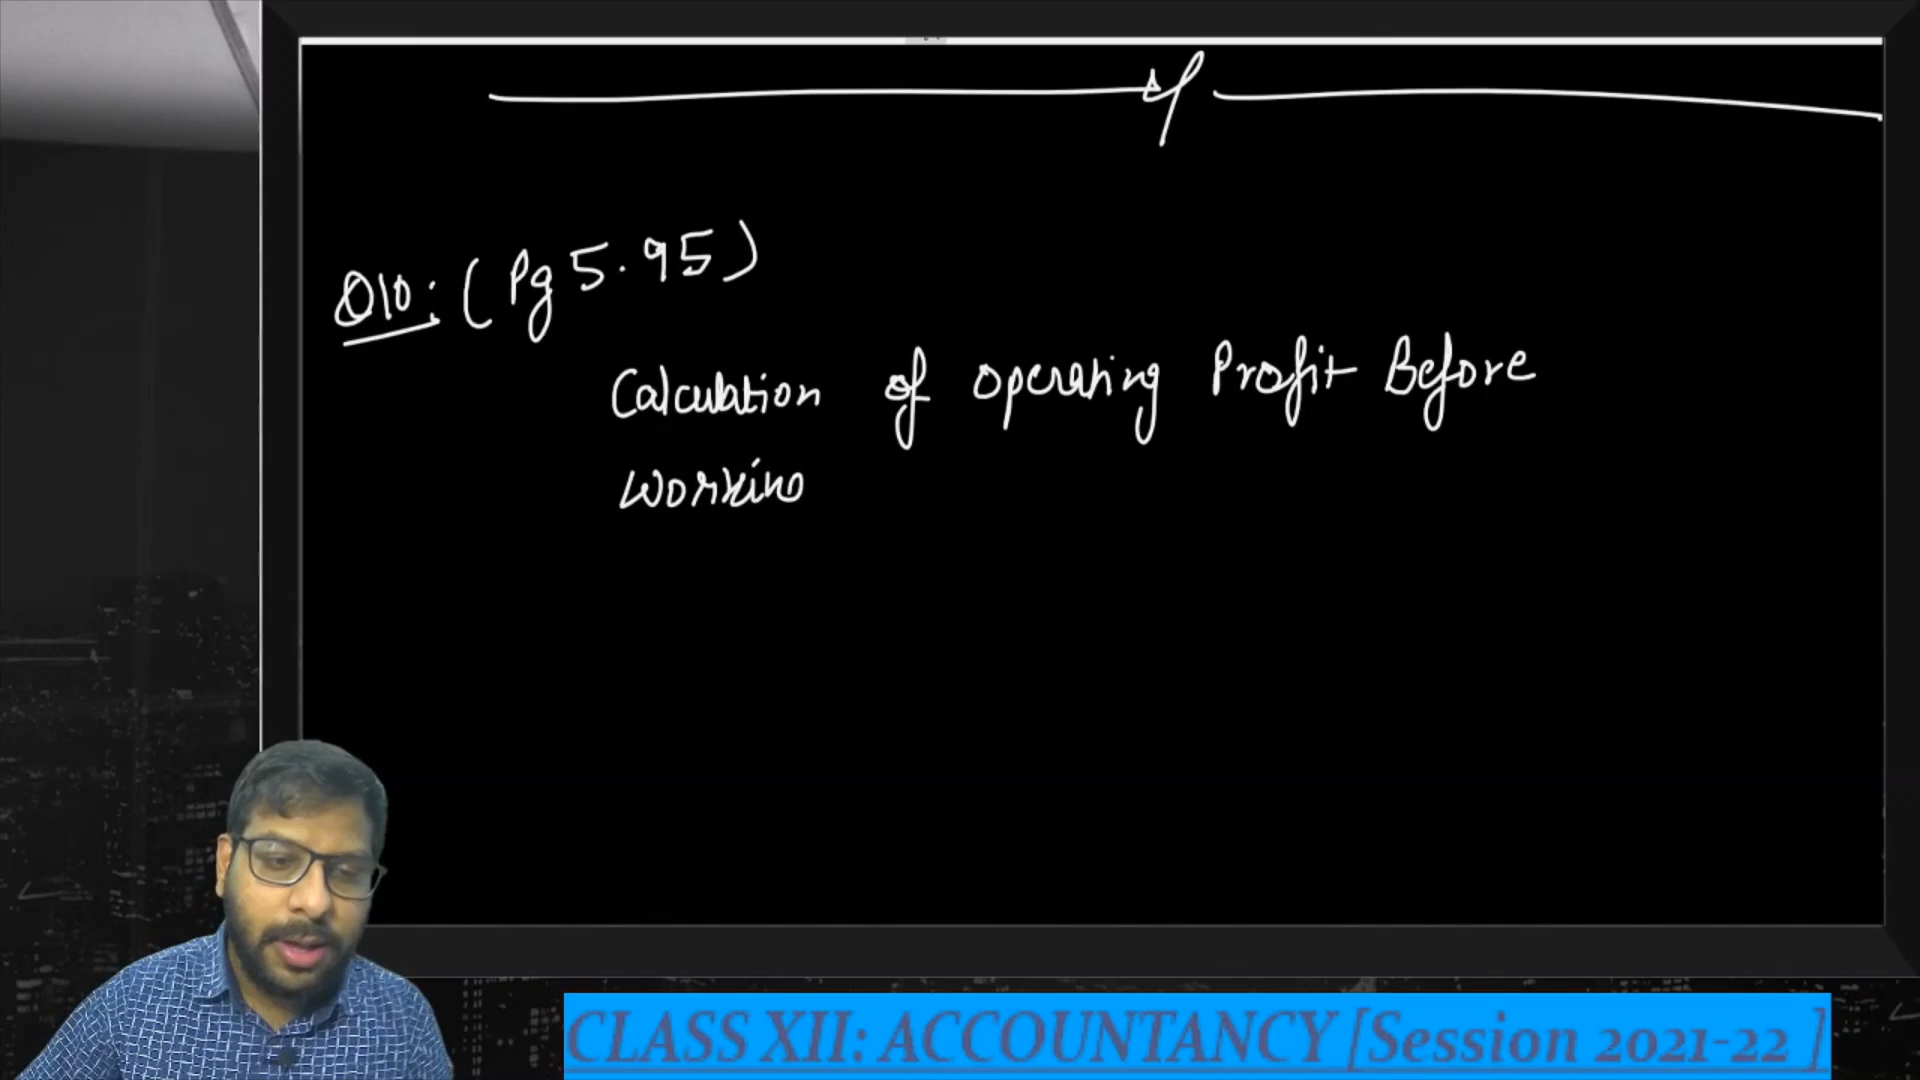 Q10: (Pg 5.95)
Calculation of Operating Profit Before
Working
CLASS XII: ACCOUNTANCY [Session 2021-22 ]